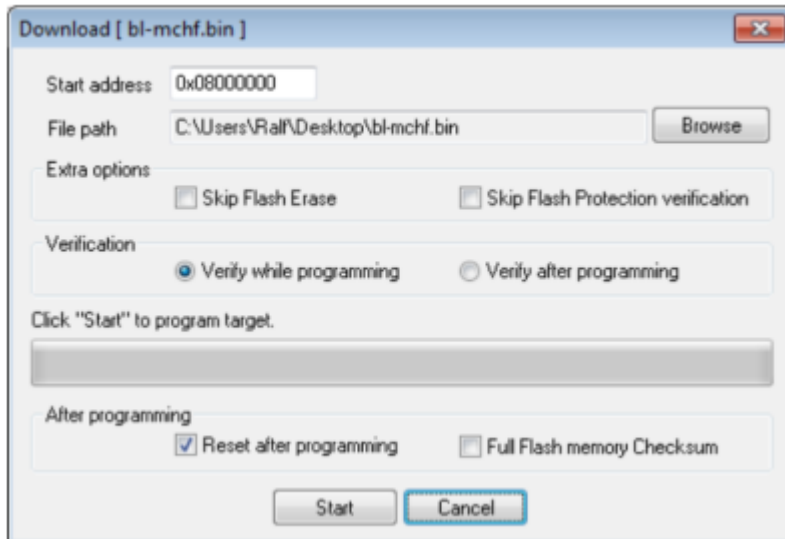 Download [ bl-mchf.bin ]
Start address 0x08000000
File path C:\Users\Ralf\Desktop\bl-mchf.bin Browse
Extra options
Skip Flash Erase Skip Flash Protection verification
Verification
Verify while programming Verify after programming
Click "Start" to program target.
After programming
Reset after programming Full Flash memory Checksum
Start Cancel